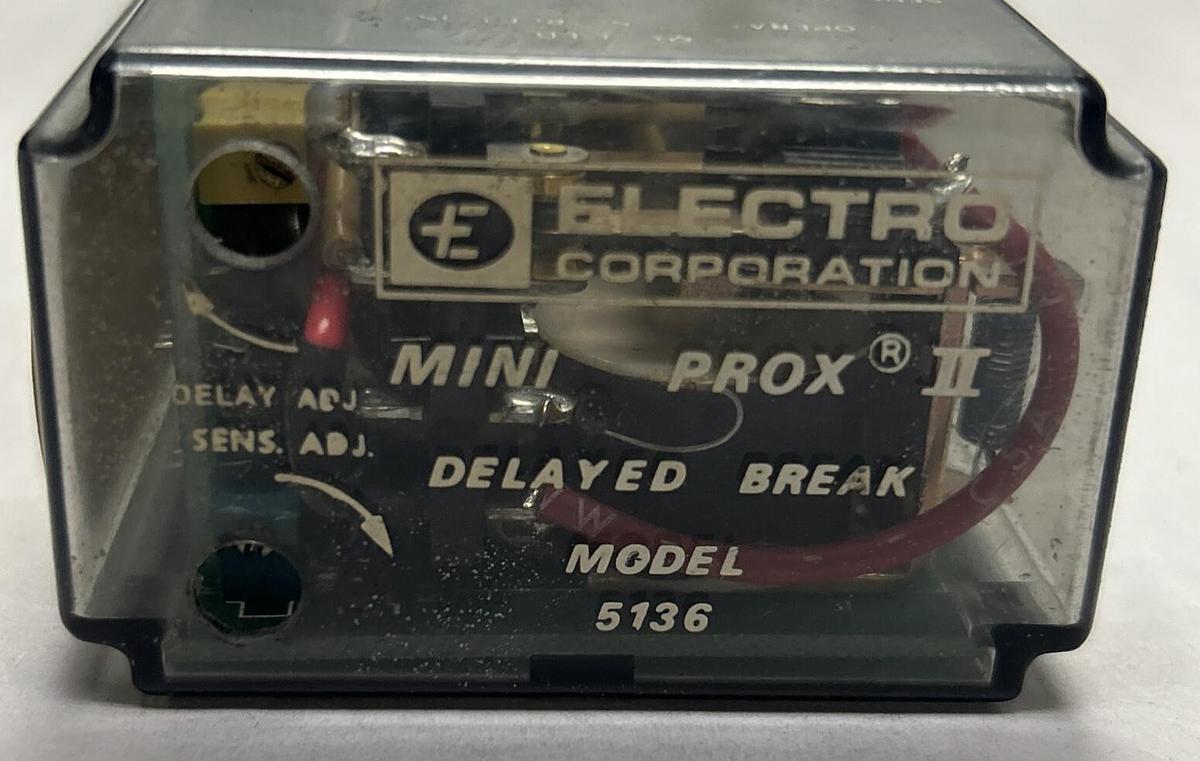 E
ELECTRO
CORPORATION
MINI PROX® II
DELAY ADJ.
SENS. ADJ.
DELAYED BREAK
MODEL
5136